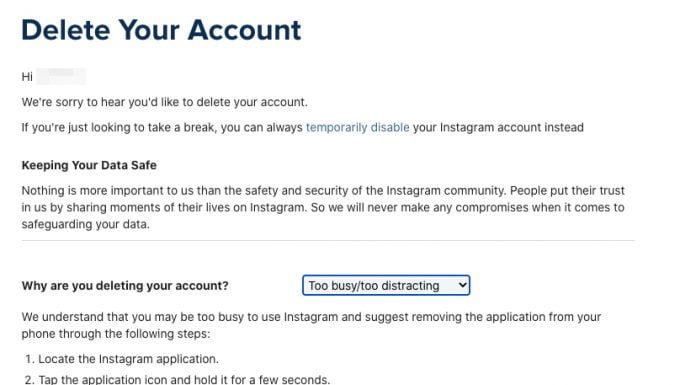 Delete Your Account
Hi
We're sorry to hear you'd like to delete your account.
If you're just looking to take a break, you can always temporarily disable your Instagram account instead
Keeping Your Data Safe
Nothing is more important to us than the safety and security of the Instagram community. People put their trust
in us by sharing moments of their lives on Instagram. So we will never make any compromises when it comes to
safeguarding your data.
Why are you deleting your account? Too busy/too distracting
We understand that you may be too busy to use Instagram and suggest removing the application from your
phone through the following steps:
1. Locate the Instagram application.
2. Tap the application icon and hold it for a few seconds.